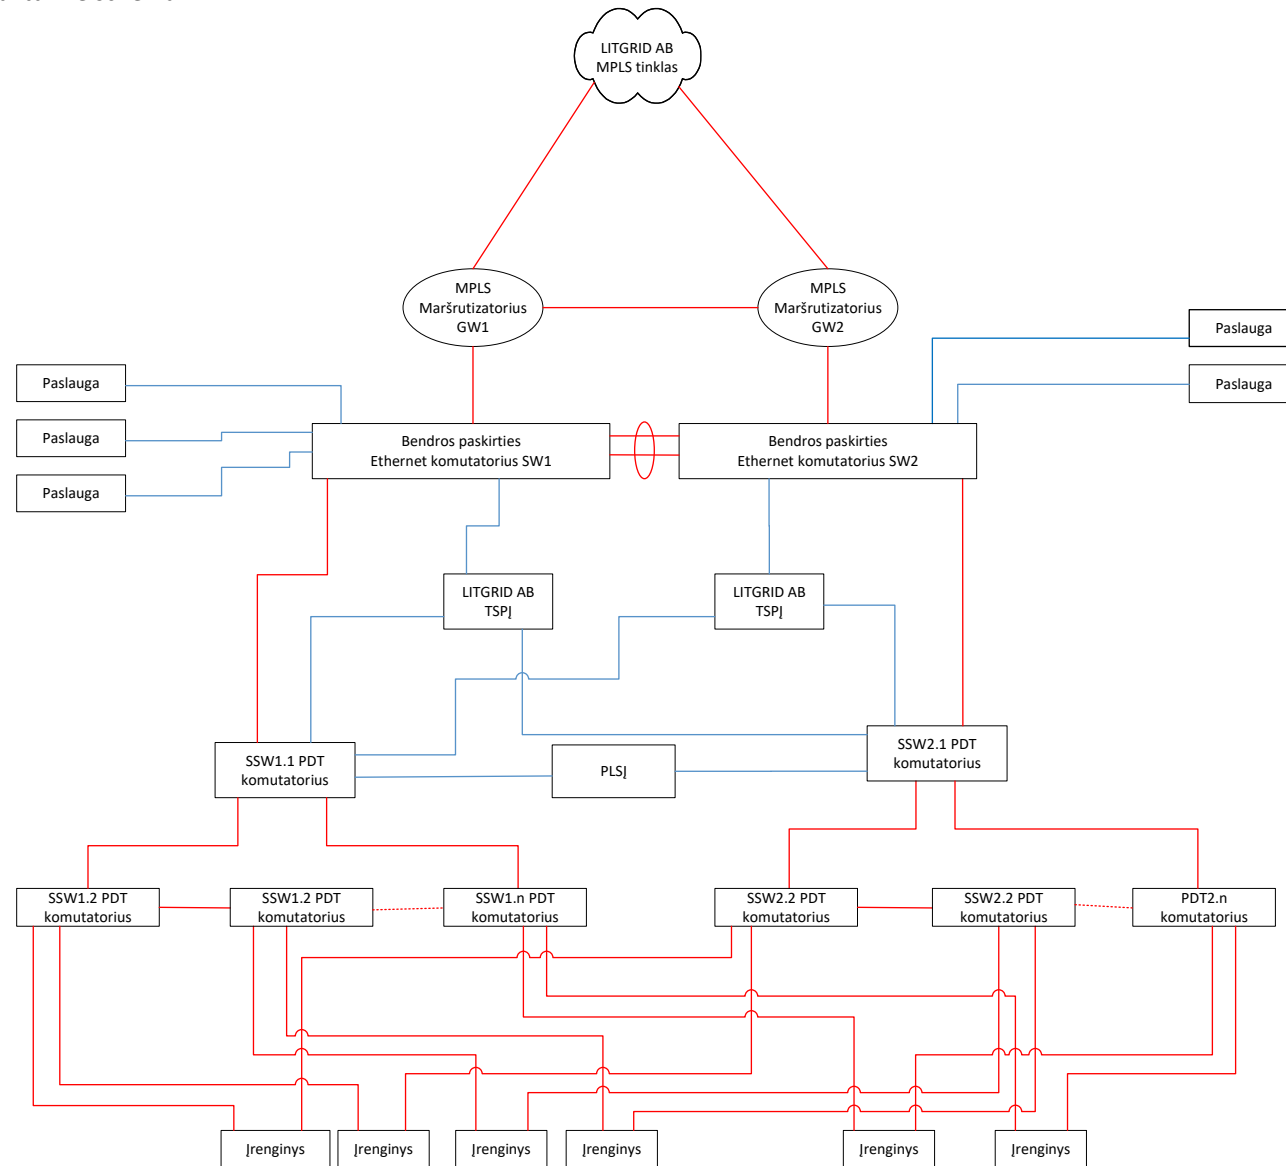 LITGRID AB
MPLS tinklas
MPLS
Maršrutizatorius
GW1
MPLS
Maršrutizatorius
GW2
Paslauga
Paslauga
Paslauga
Paslauga
Paslauga
Bendros paskirties
Ethernet komutatorius SW1
Bendros paskirties
Ethernet komutatorius SW2
LITGRID AB
TSPĮ
LITGRID AB
TSPĮ
SSW1.1 PDT
komutatorius
PLSĮ
SSW2.1 PDT
komutatorius
SSW1.2 PDT
komutatorius
SSW1.2 PDT
komutatorius
SSW1.n PDT
komutatorius
SSW2.2 PDT
komutatorius
SSW2.2 PDT
komutatorius
PDT2.n
komutatorius
Įrenginys
Įrenginys
Įrenginys
Įrenginys
Įrenginys
Įrenginys